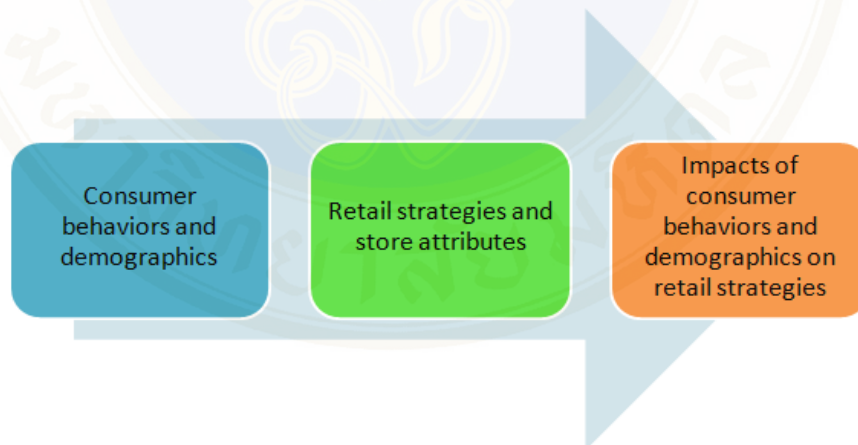 Consumer
behaviors and
demographics
Retail strategies and
store attributes
Impacts of
consumer
behaviors and
demographics on
retail strategies